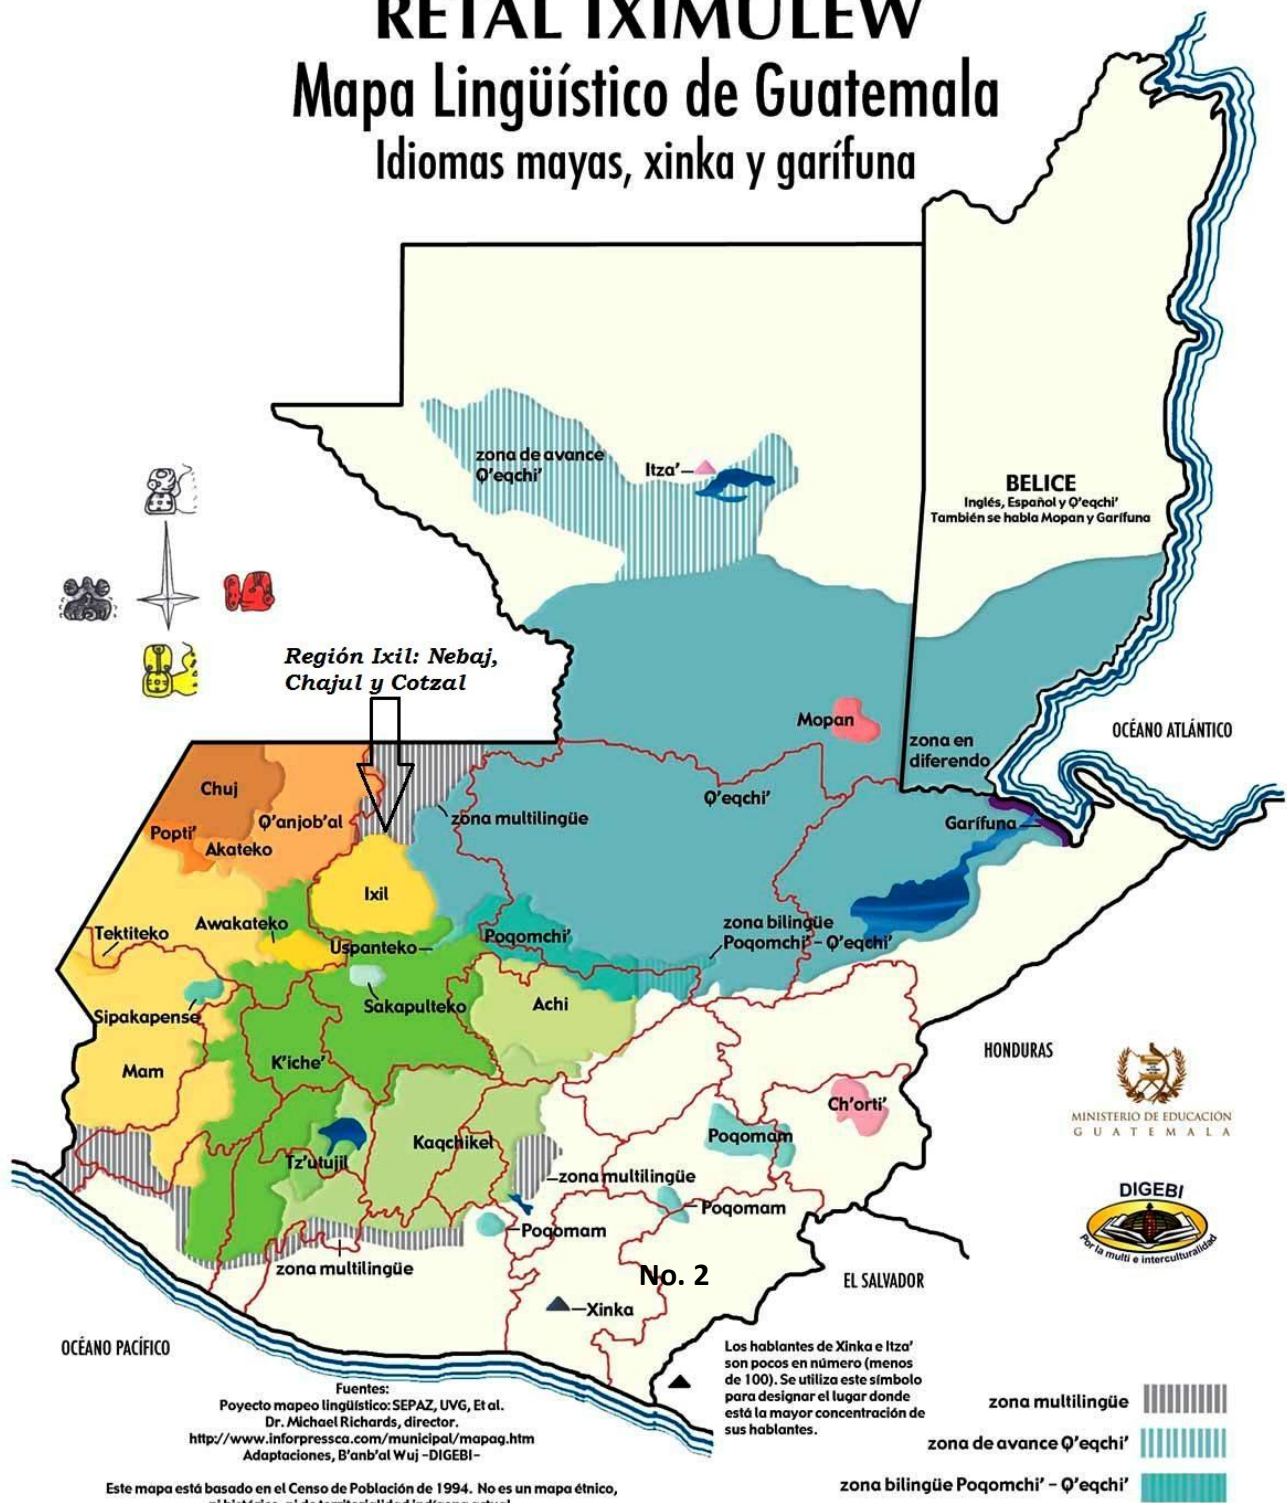 RETAL IXIMULEW
Mapa Lingüístico de Guatemala
Idiomas mayas, xinka y garífuna
zona de avance
Q'eqchi'
Itza'
BELICE
Inglés, Español y Q'eqchi'
También se habla Mopan y Garífuna
Región Ixil: Nebaj,
Chajul y Cotzal
Mopan
zona en
diferendo
OCÉANO ATLÁNTICO
Chuj
Q'anjob'al
Popti'
Akateko
zona multilingüe
Q'eqchi'
Garífuna
Ixil
Tektiteko
Awakateko
Uspanteko
Poqomchi'
zona bilingüe
Poqomchi' - Q'eqchi'
Sipakapense
Sakapulteko
Achi
Mam
K'iche'
HONDURAS
MINISTERIO DE EDUCACIÓN
GUATEMALA
Ch'orti'
Kaqchikel
Poqomam
Tz'utujil
zona multilingüe
Poqomam
Poqomam
zona multilingüe
No. 2
Xinka
DIGEBI
Por la multi e interculturalidad
EL SALVADOR
OCÉANO PACÍFICO
Los hablantes de Xinka e Itza'
son pocos en número (menos
de 100). Se utiliza este símbolo
para designar el lugar donde
está la mayor concentración de
sus hablantes.
Fuentes:
Poyecto mapeo lingüístico: SEPAZ, UVG, Et al.
Dr. Michael Richards, director.
http://www.inforpressca.com/municipal/mapag.htm
Adaptaciones, B'anb'al Wuj -DIGEBI-
zona multilingüe
zona de avance Q'eqchi'
zona bilingüe Poqomchi' - Q'eqchi'
Este mapa está basado en el Censo de Población de 1994. No es un mapa étnico,
ni histórico, ni de territorialidad indígena actual